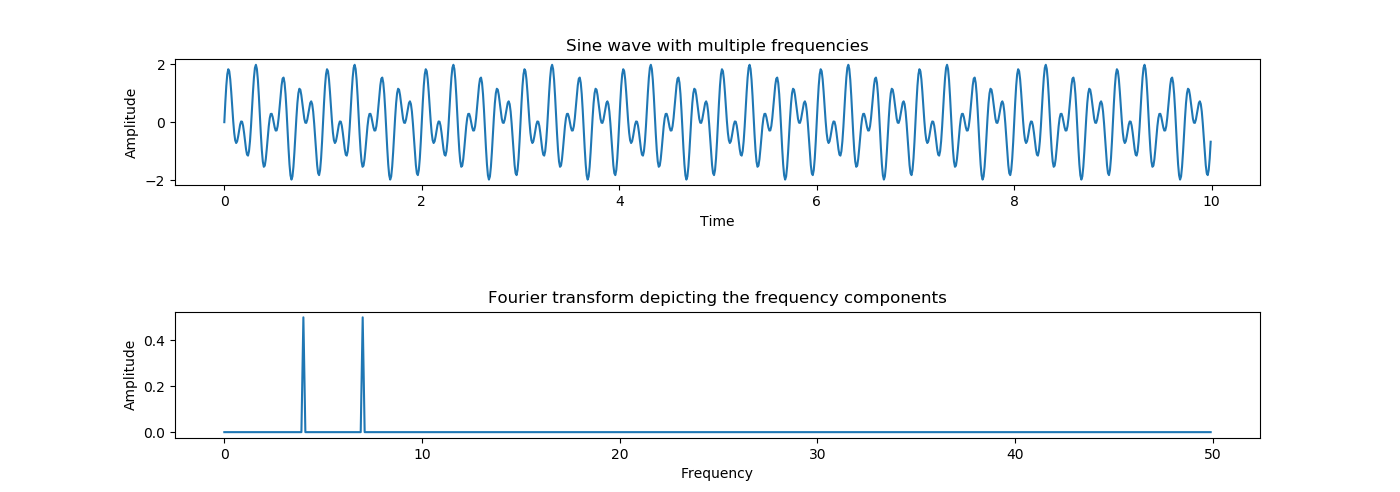 Sine wave with multiple frequencies
2
0
−2
Amplitude
0 2 4 6 8 10
Time
Fourier transform depicting the frequency components
0.4
0.2
0.0
Amplitude
0 10 20 30 40 50
Frequency